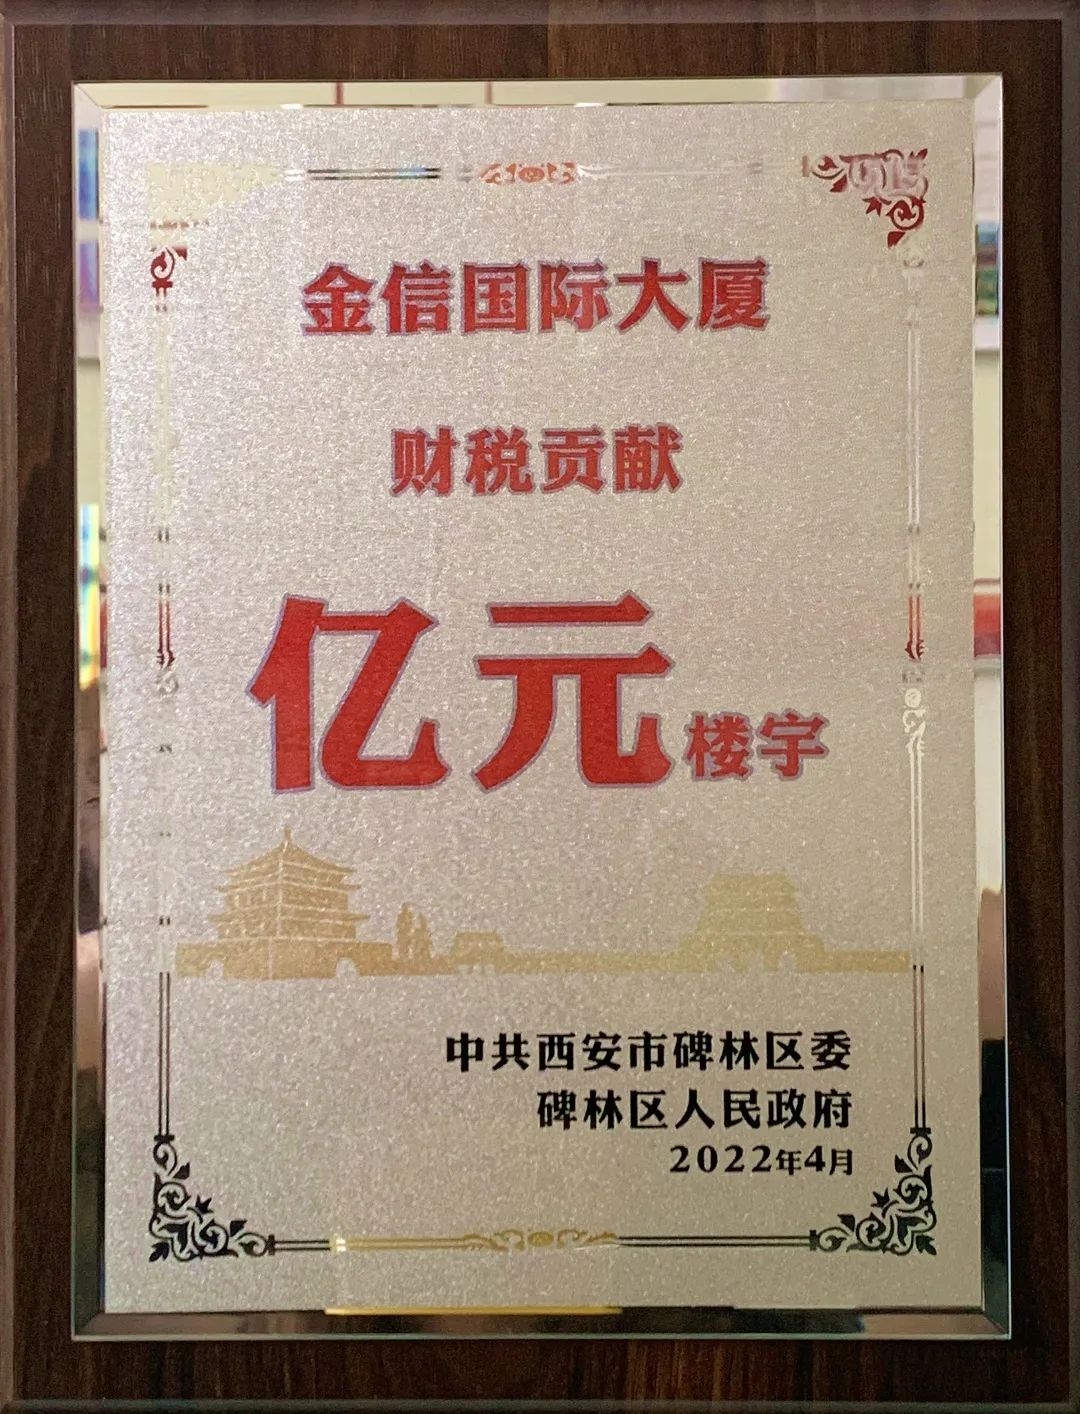 金信国际大厦
财税贡献
亿元楼宇
中共西安市碑林区委
碑林区人民政府
2022年4月